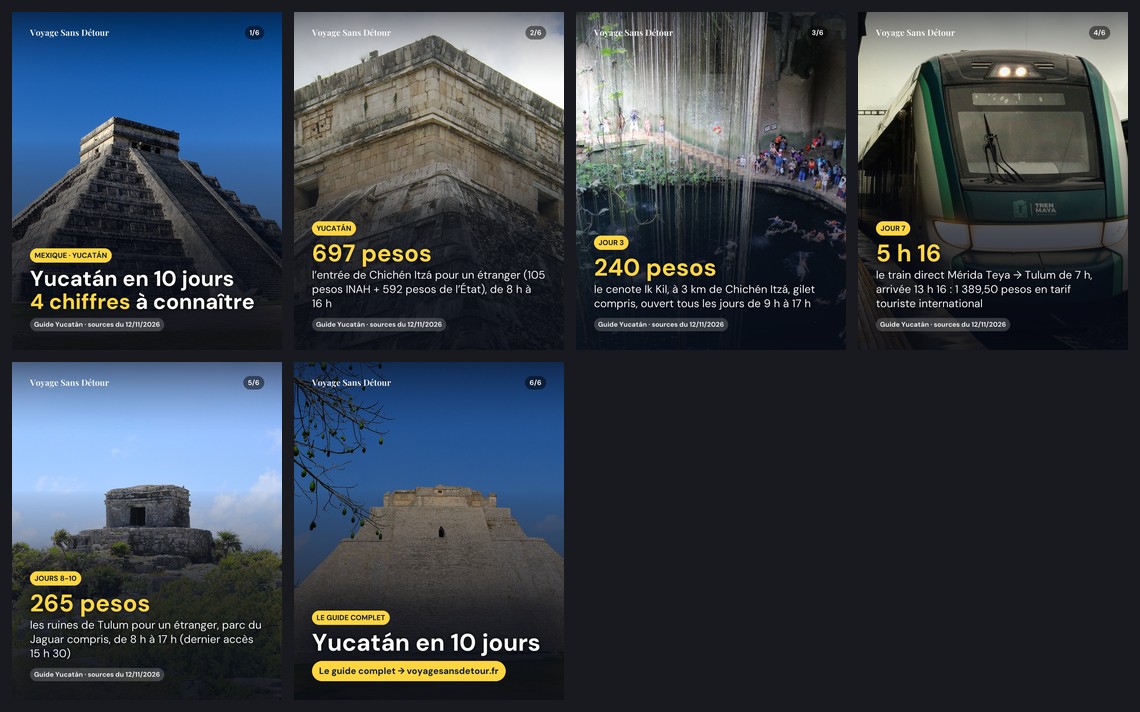 Voyage Sans Détour
1/6
MEXIQUE · YUCATÁN
Yucatán en 10 jours
4 chiffres à connaître
Guide Yucatán · sources du 12/11/2026
Voyage Sans Détour
2/6
YUCATÁN
697 pesos
l'entrée de Chichén Itzá pour un étranger (105
pesos INAH + 592 pesos de l'État), de 8 h à
16 h
Guide Yucatán · sources du 12/11/2026
Voyage Sans Détour
3/6
JOUR 3
240 pesos
le cenote Ik Kil, à 3 km de Chichén Itzá, gilet
compris, ouvert tous les jours de 9 h à 17 h
Guide Yucatán · sources du 12/11/2026
Voyage Sans Détour
4/6
TREN
MAYA
JOUR 7
5 h 16
le train direct Mérida Teya → Tulum de 7 h,
arrivée 13 h 16 : 1 389,50 pesos en tarif
touriste international
Guide Yucatán · sources du 12/11/2026
Voyage Sans Détour
5/6
JOURS 8–10
265 pesos
les ruines de Tulum pour un étranger, parc du
Jaguar compris, de 8 h à 17 h (dernier accès
15 h 30)
Guide Yucatán · sources du 12/11/2026
Voyage Sans Détour
6/6
LE GUIDE COMPLET
Yucatán en 10 jours
Le guide complet → voyagesansdetour.fr